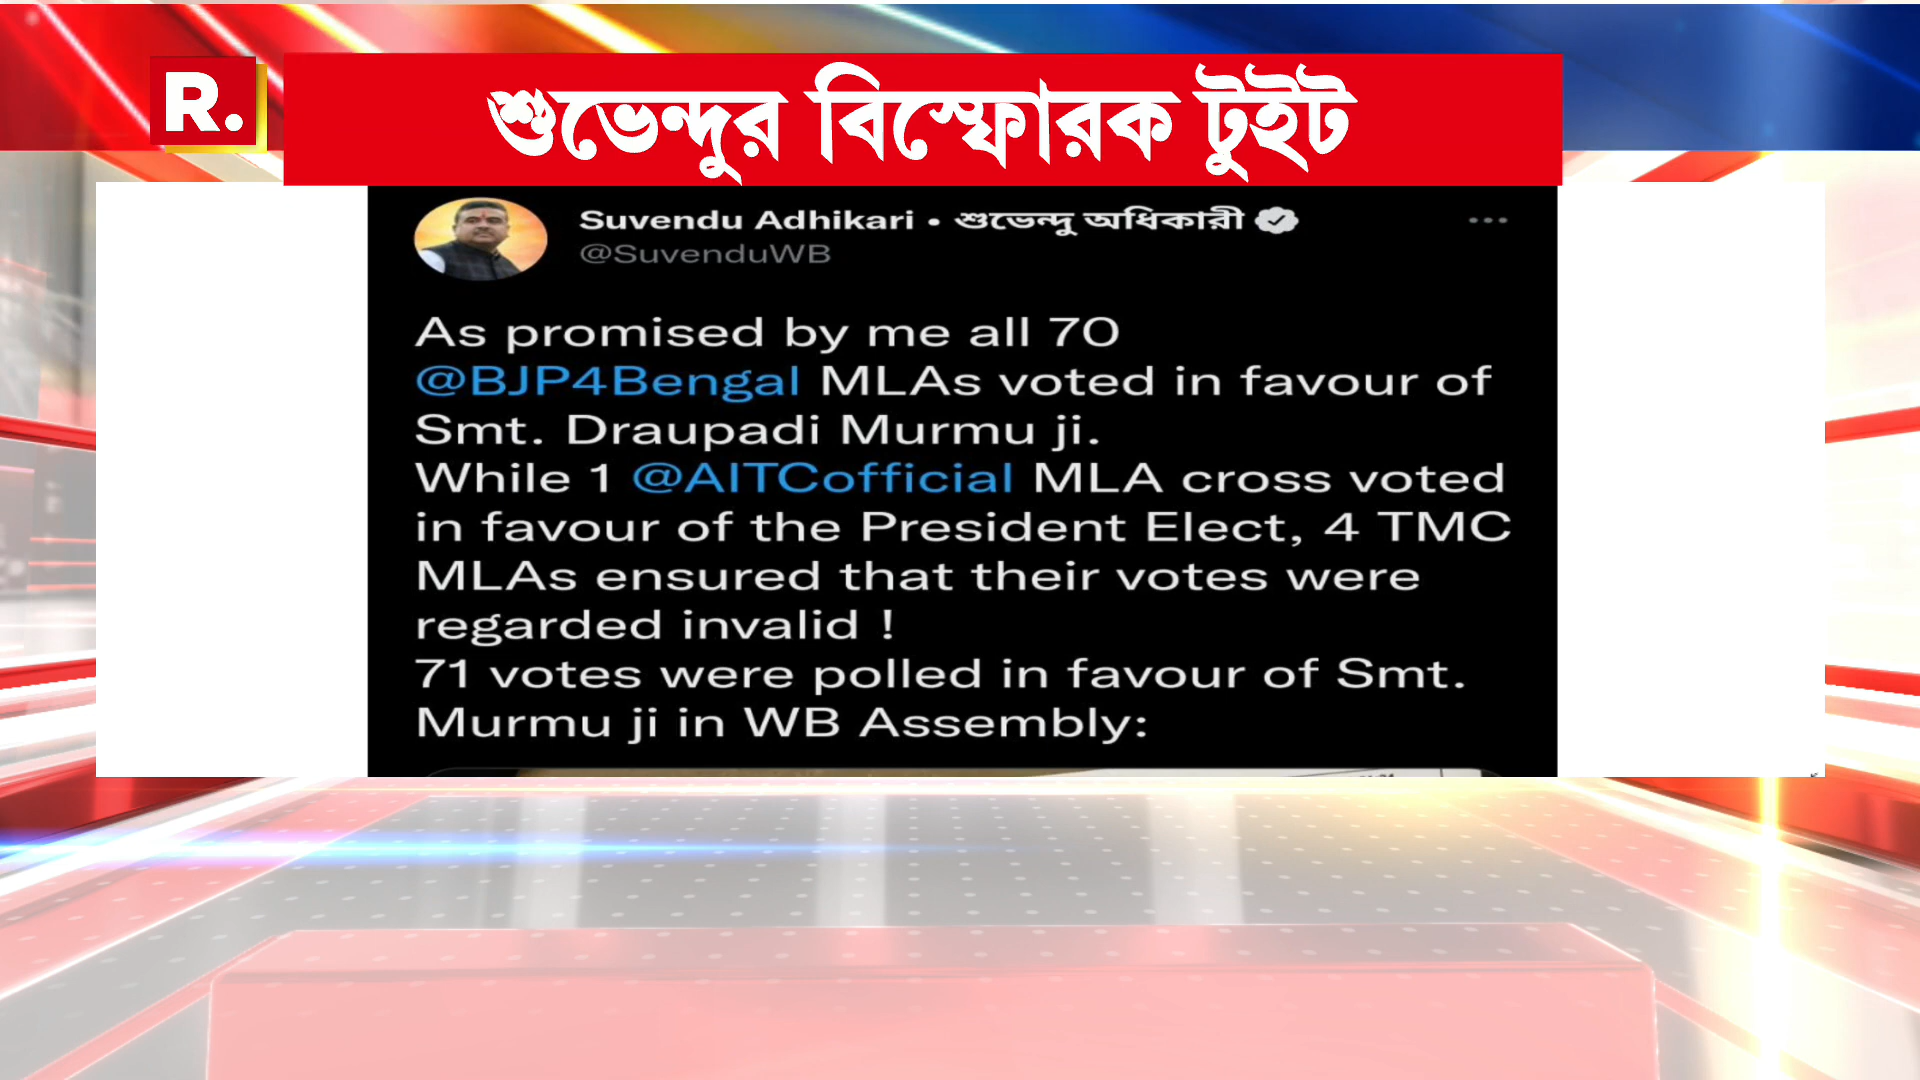 R.
শুভেন্দুর বিস্ফোরক টুইট
Suvendu Adhikari • শুভেন্দু অধিকারী
@SuvenduWB
As promised by me all 70
@BJP4Bengal MLAs voted in favour of
Smt. Draupadi Murmu ji.
While 1 @AITCofficial MLA cross voted
in favour of the President Elect, 4 TMC
MLAs ensured that their votes were
regarded invalid !
71 votes were polled in favour of Smt.
Murmu ji in WB Assembly: